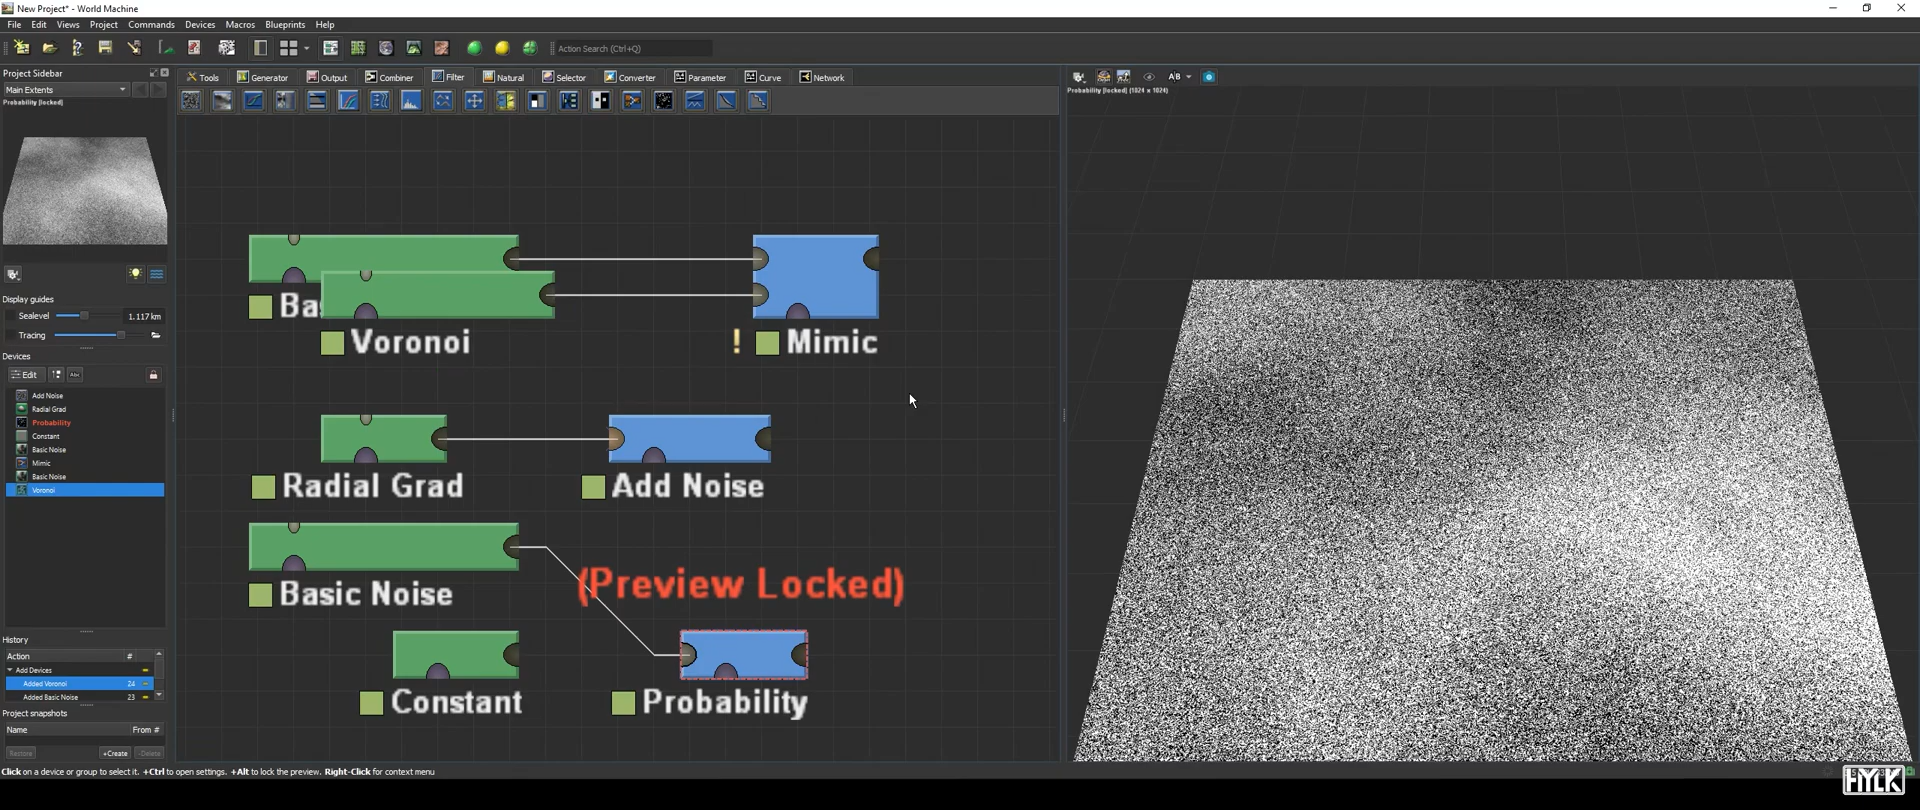 New Project* - World Machine
File Edit Views Project Commands Devices Macros Blueprints Help
Action Search (Ctrl+Q)
Project Sidebar
Main Extents
Probability [locked]
Tools Generator Output Combiner Filter Natural Selector Converter Parameter Curve Network
AB
Probability [locked] (1024 x 1024)
Display guides
Sealevel 1.117 km
Tracing
Devices
Edit Abc
Add Noise
Radial Grad
Probability
Constant
Basic Noise
Mimic
Basic Noise
Voronoi
History
Action #
Add Devices
Added Voronoi 24
Added Basic Noise 23
Project snapshots
Name From #
Restore +Create -Delete
Bas
Voronoi
! Mimic
Radial Grad
Add Noise
Basic Noise
(Preview Locked)
Constant
Probability
Click on a device or group to select it. +Ctrl to open settings. +Alt to lock the preview. Right-Click for context menu
HYLK